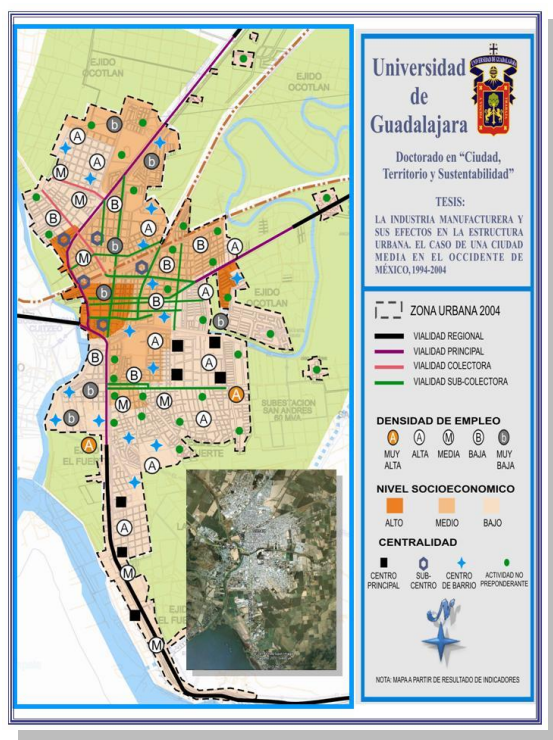 EJIDO
OCOTLAN
EJIDO
OCOTLAN
EJIDO
OCOTLAN
SUBESTACION
SAN ANDRES
60 MVA.
EL FUERTE
b
A
A
b
A
M
A
B
B
b
M
A
B
A
B
b
B
A
b
A
B
A
B
b
M
M
A
A
b
A
A
A
M
M
M
Universidad
de
Guadalajara
Doctorado en “Ciudad,
Territorio y Sustentabilidad”
TESIS:
LA INDUSTRIA MANUFACTURERA Y
SUS EFECTOS EN LA ESTRUCTURA
URBANA. EL CASO DE UNA CIUDAD
MEDIA EN EL OCCIDENTE DE
MÉXICO, 1994-2004
ZONA URBANA 2004
VIALIDAD REGIONAL
VIALIDAD PRINCIPAL
VIALIDAD COLECTORA
VIALIDAD SUB-COLECTORA
DENSIDAD DE EMPLEO
A A M B b
MUY ALTA ALTA MEDIA BAJA MUY BAJA
NIVEL SOCIOECONOMICO
ALTO MEDIO BAJO
CENTRALIDAD
CENTRO PRINCIPAL SUB-CENTRO CENTRO DE BARRIO ACTIVIDAD NO PREPONDERANTE
N
NOTA: MAPA A PARTIR DE RESULTADO DE INDICADORES